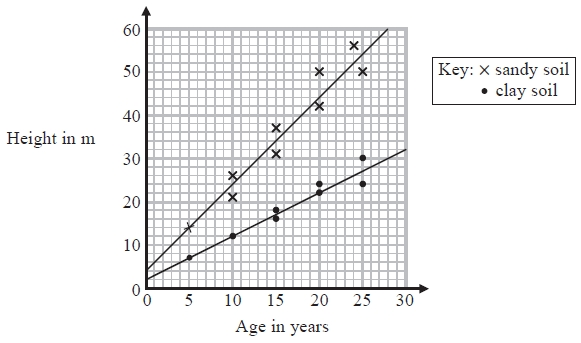 60
50
40
30
20
10
0
Height in m
0 5 10 15 20 25 30
Age in years
Key: × sandy soil
• clay soil